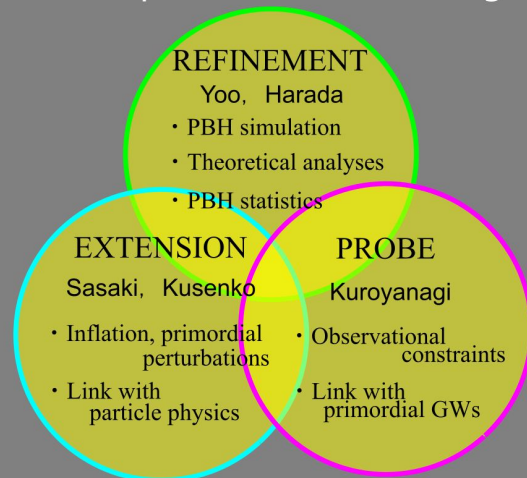 REFINEMENT
Yoo, Harada
・PBH simulation
・Theoretical analyses
・PBH statistics
EXTENSION
Sasaki, Kusenko
・Inflation, primordial
perturbations
・Link with
particle physics
PROBE
Kuroyanagi
・Observational
constraints
・Link with
primordial GWs